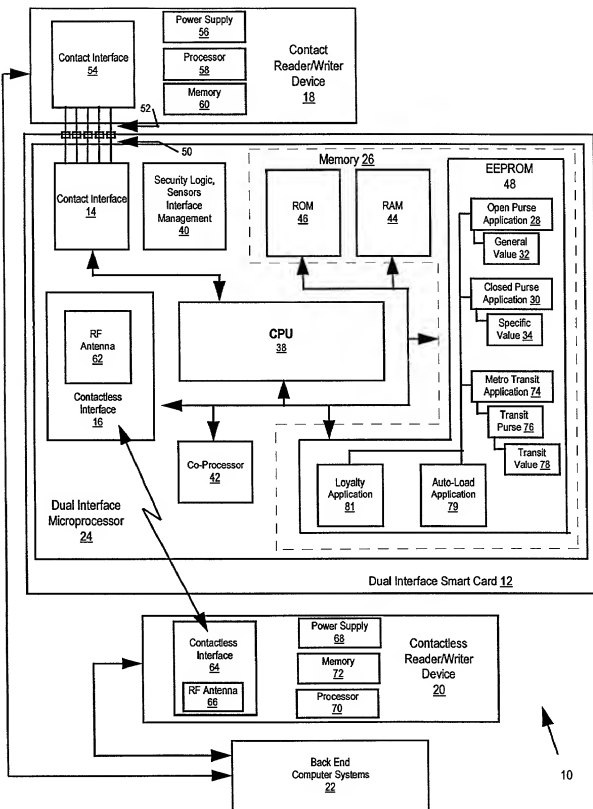 Power Supply
56
Contact Interface
54
Processor
58
Memory
60
Contact
Reader/Writer
Device
18
52
50
Contact Interface
14
Security Logic,
Sensors
Interface
Management
40
Memory 26
ROM
46
RAM
44
EEPROM
48
Open Purse
Application 28
General
Value 32
Closed Purse
Application 30
Specific
Value 34
CPU
38
RF
Antenna
62
Contactless
Interface
16
Metro Transit
Application 74
Transit
Purse 76
Transit
Value 78
Co-Processor
42
Loyalty
Application
81
Auto-Load
Application
79
Dual Interface
Microprocessor
24
Dual Interface Smart Card 12
Contactless
Interface
64
RF Antenna
66
Power Supply
68
Memory
72
Processor
70
Contactless
Reader/Writer
Device
20
Back End
Computer Systems
22
10